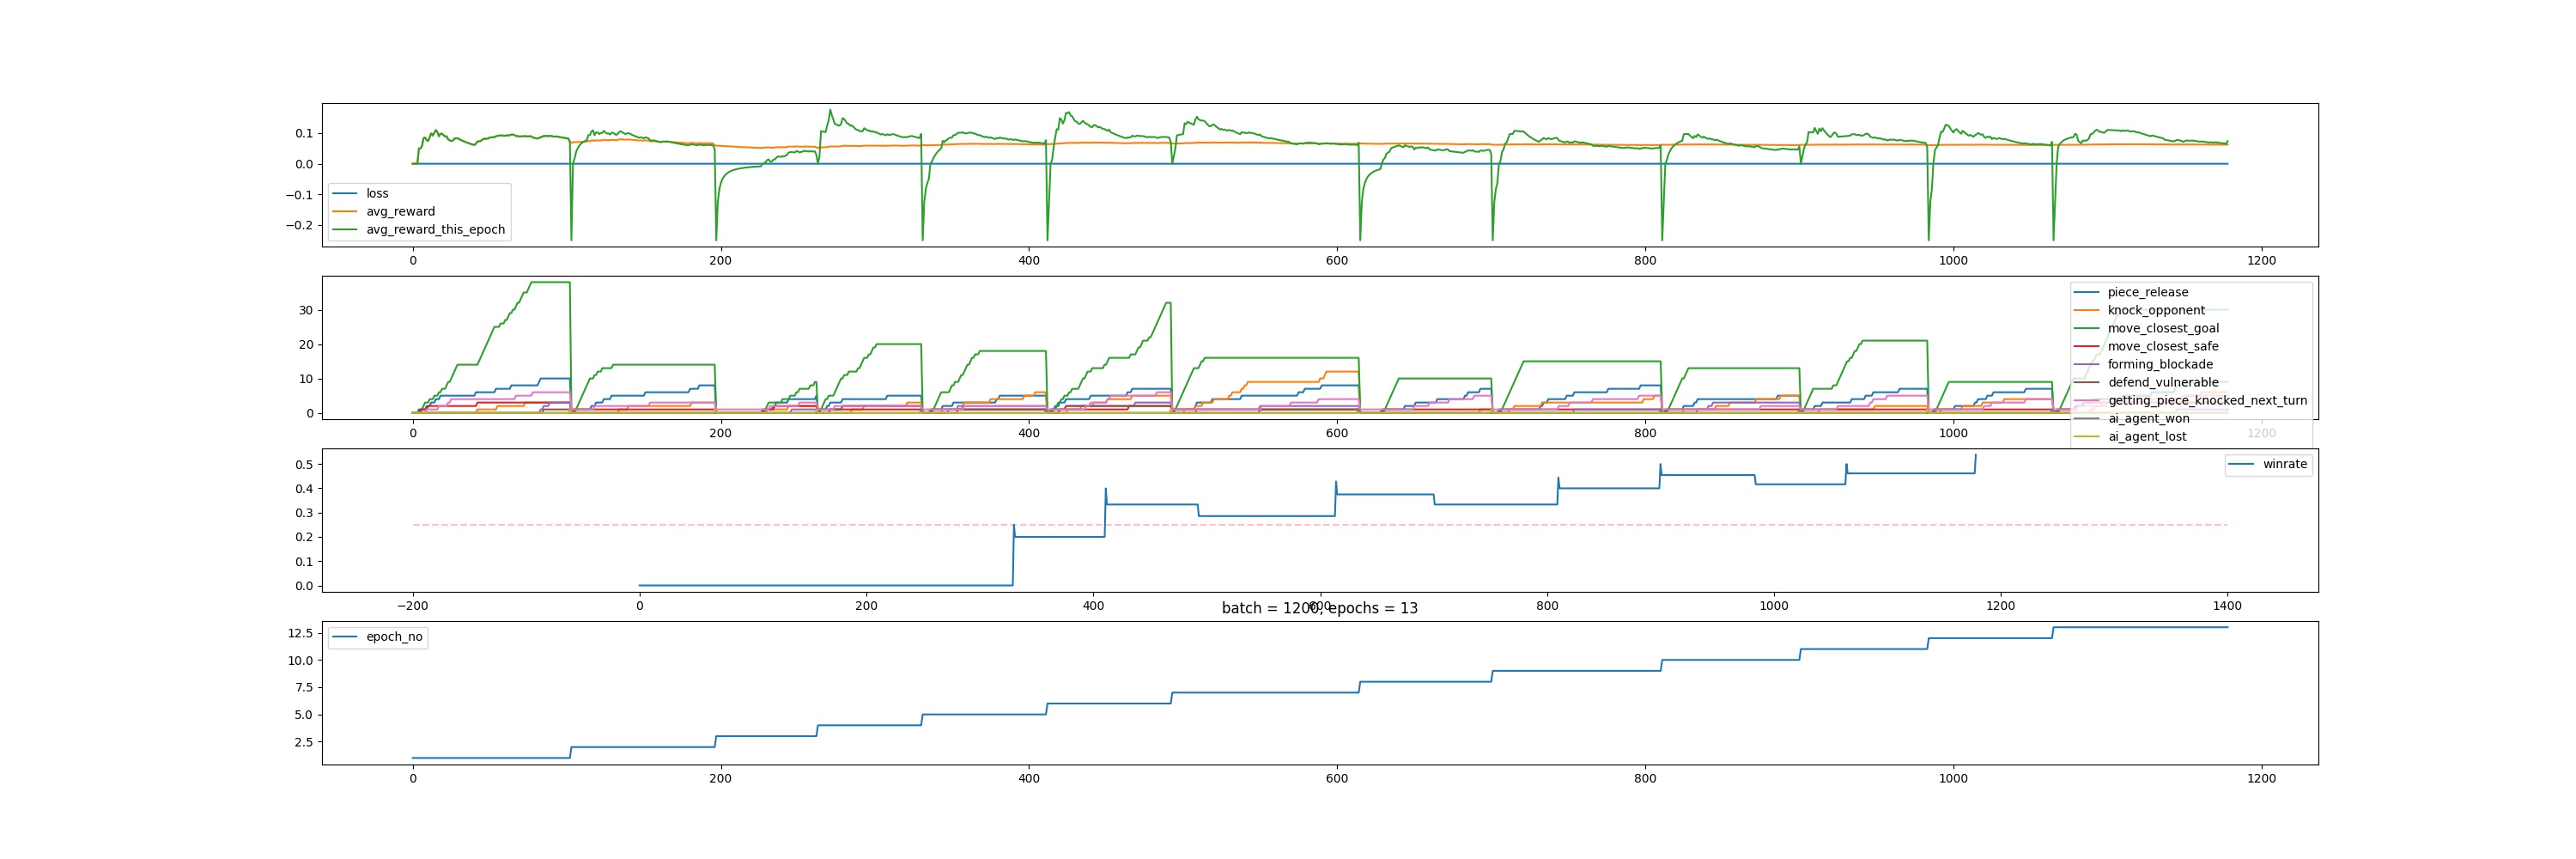 0.1
0.0
−0.1
−0.2
loss
avg_reward
avg_reward_this_epoch
0 200 400 600 800 1000 1200
30
20
10
0
piece_release
knock_opponent
move_closest_goal
move_closest_safe
forming_blockade
defend_vulnerable
getting_piece_knocked_next_turn
ai_agent_won
ai_agent_lost
0 200 400 600 800 1000 1200
0.5
0.4
0.3
0.2
0.1
0.0
winrate
−200 0 200 400 600 800 1000 1200 1400
batch = 1200, epochs = 13
12.5
10.0
7.5
5.0
2.5
epoch_no
0 200 400 600 800 1000 1200